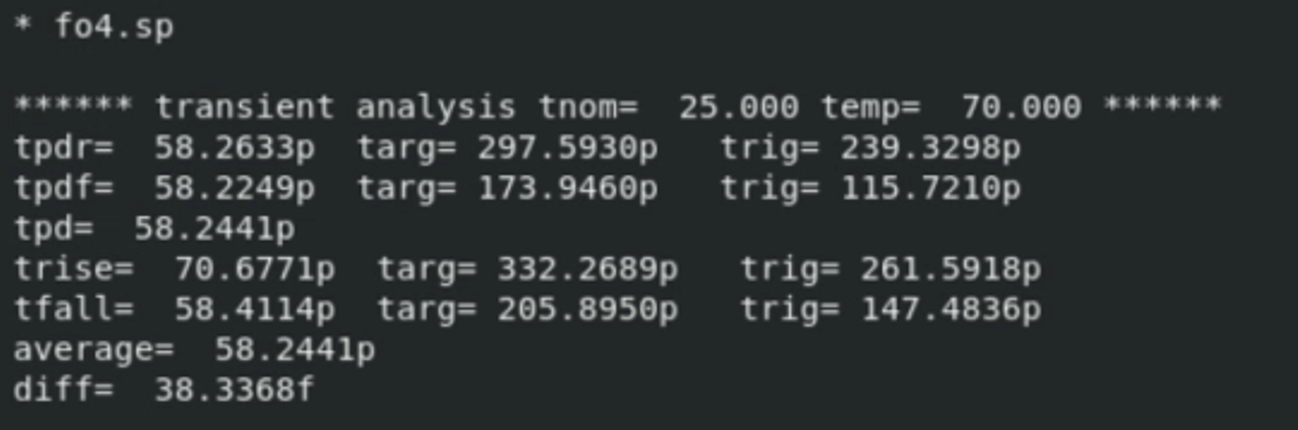 * fo4.sp
****** transient analysis tnom=  25.000 temp=  70.000 ******
tpdr=  58.2633p  targ= 297.5930p   trig= 239.3298p
tpdf=  58.2249p  targ= 173.9460p   trig= 115.7210p
tpd=  58.2441p
trise=  70.6771p  targ= 332.2689p   trig= 261.5918p
tfall=  58.4114p  targ= 205.8950p   trig= 147.4836p
average=  58.2441p
diff=  38.3368f